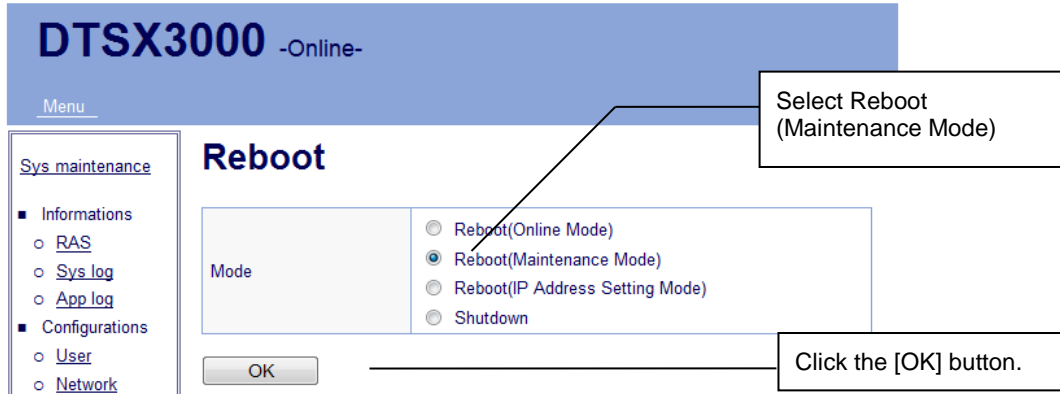 DTSX3000 -Online-
Menu
Select Reboot
(Maintenance Mode)
Sys maintenance
■ Informations
○ RAS
○ Sys log
○ App log
■ Configurations
○ User
○ Network
Reboot
Mode
Reboot(Online Mode)
Reboot(Maintenance Mode)
Reboot(IP Address Setting Mode)
Shutdown
OK
Click the [OK] button.